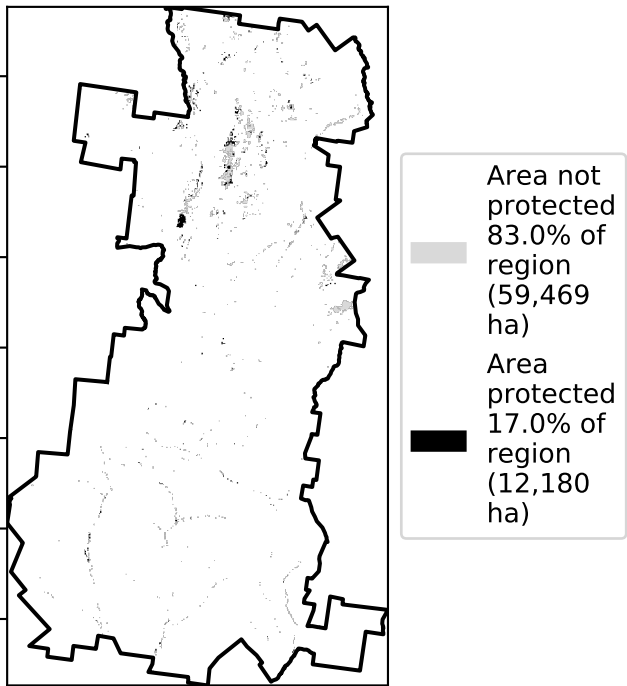 Area not
protected
83.0% of
region
(59,469
ha)
Area
protected
17.0% of
region
(12,180
ha)